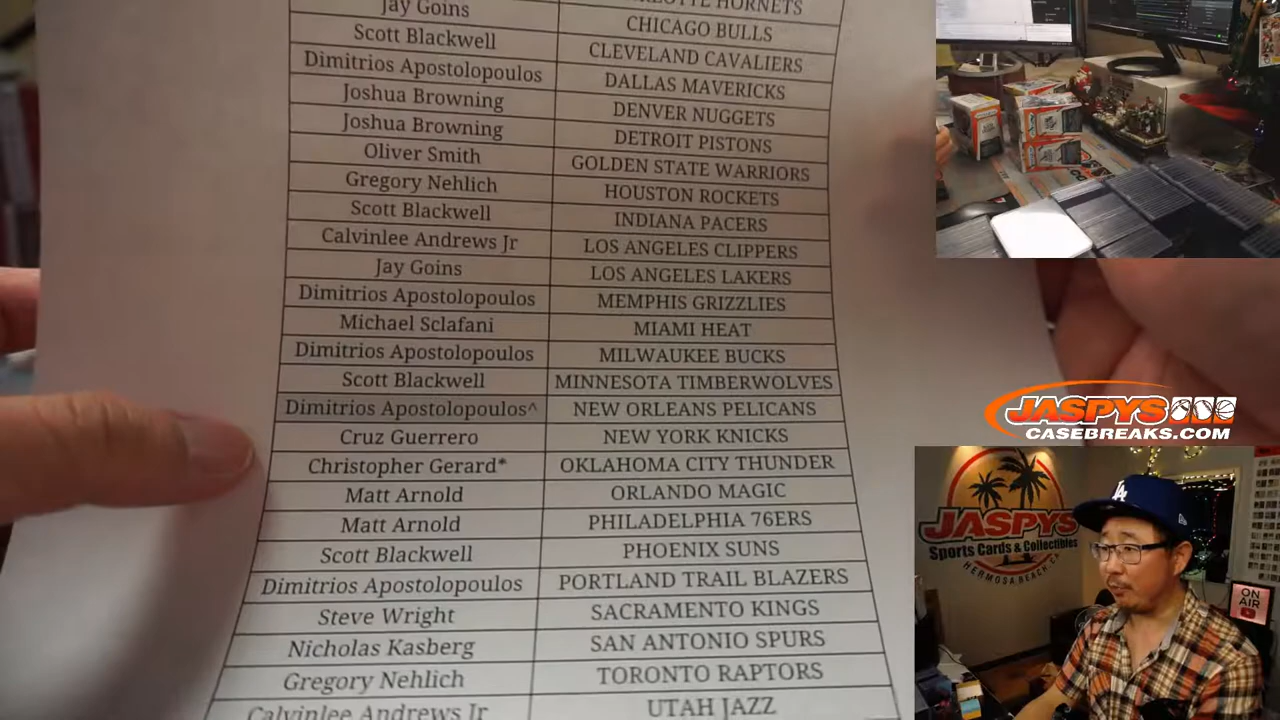 LOTTE HORNETS
Jay Goins CHICAGO BULLS
Scott Blackwell CLEVELAND CAVALIERS
Dimitrios Apostolopoulos DALLAS MAVERICKS
Joshua Browning DENVER NUGGETS
Joshua Browning DETROIT PISTONS
Oliver Smith GOLDEN STATE WARRIORS
Gregory Nehlich HOUSTON ROCKETS
Scott Blackwell INDIANA PACERS
Calvinlee Andrews Jr LOS ANGELES CLIPPERS
Jay Goins LOS ANGELES LAKERS
Dimitrios Apostolopoulos MEMPHIS GRIZZLIES
Michael Sclafani MIAMI HEAT
Dimitrios Apostolopoulos MILWAUKEE BUCKS
Scott Blackwell MINNESOTA TIMBERWOLVES
Dimitrios Apostolopoulos^ NEW ORLEANS PELICANS
Cruz Guerrero NEW YORK KNICKS
Christopher Gerard* OKLAHOMA CITY THUNDER
Matt Arnold ORLANDO MAGIC
Matt Arnold PHILADELPHIA 76ERS
Scott Blackwell PHOENIX SUNS
Dimitrios Apostolopoulos PORTLAND TRAIL BLAZERS
Steve Wright SACRAMENTO KINGS
Nicholas Kasberg SAN ANTONIO SPURS
Gregory Nehlich TORONTO RAPTORS
Calvinlee Andrews Jr UTAH JAZZ
JASPYS
CASEBREAKS.COM
JASPYS
Sports Cards & Collectibles
HERMOSA BEACH, CA
LA
ON
AIR